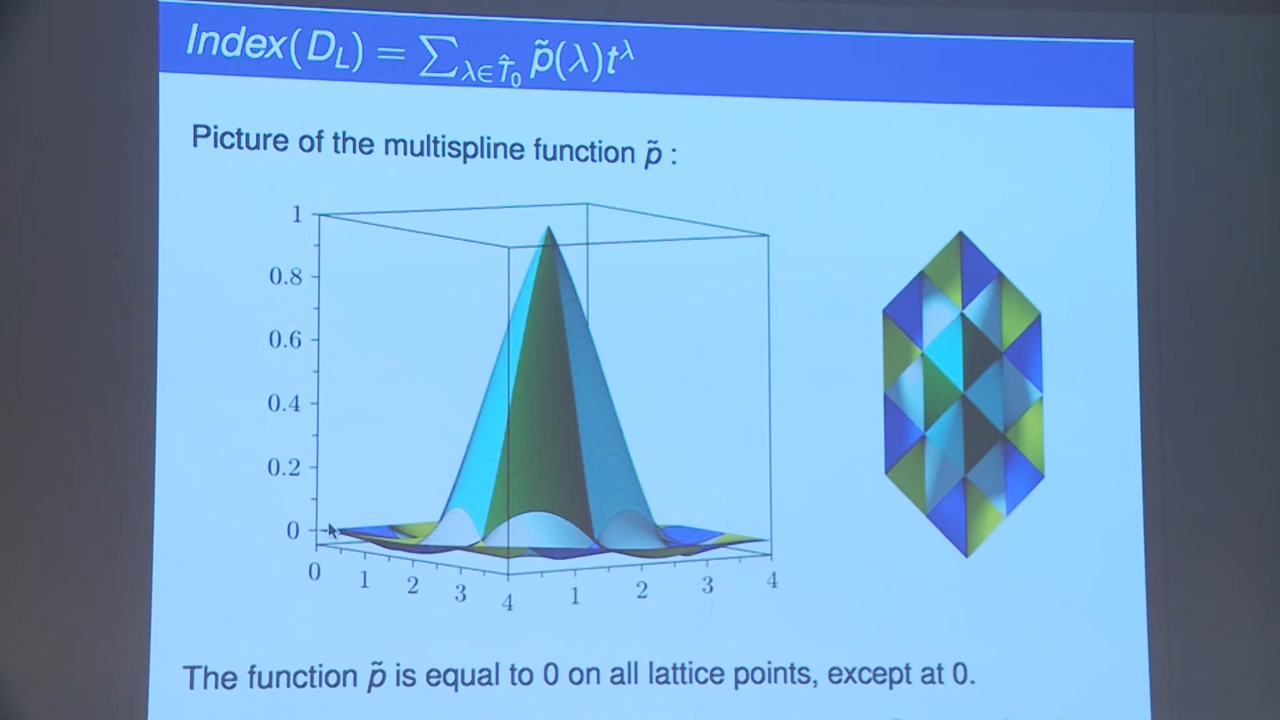 Index(D_L) = ∑_{λ∈T̂_0} p̃(λ)t^λ
Picture of the multispline function p̃ :
1
0.8
0.6
0.4
0.2
0
0 1 2 3 4 1 2 3 4
The function p̃ is equal to 0 on all lattice points, except at 0.